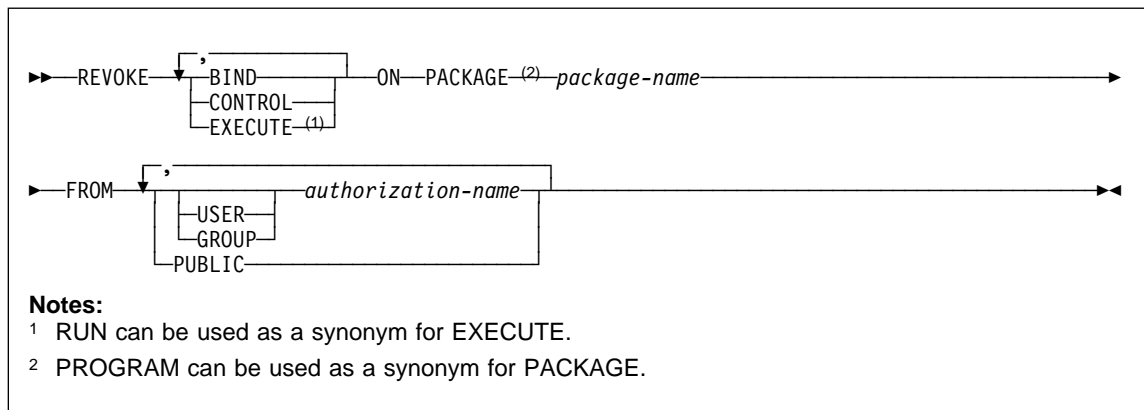 ,
REVOKE BIND ON PACKAGE (2) package-name
CONTROL
EXECUTE (1)
,
FROM authorization-name
USER
GROUP
PUBLIC
Notes:
1 RUN can be used as a synonym for EXECUTE.
2 PROGRAM can be used as a synonym for PACKAGE.